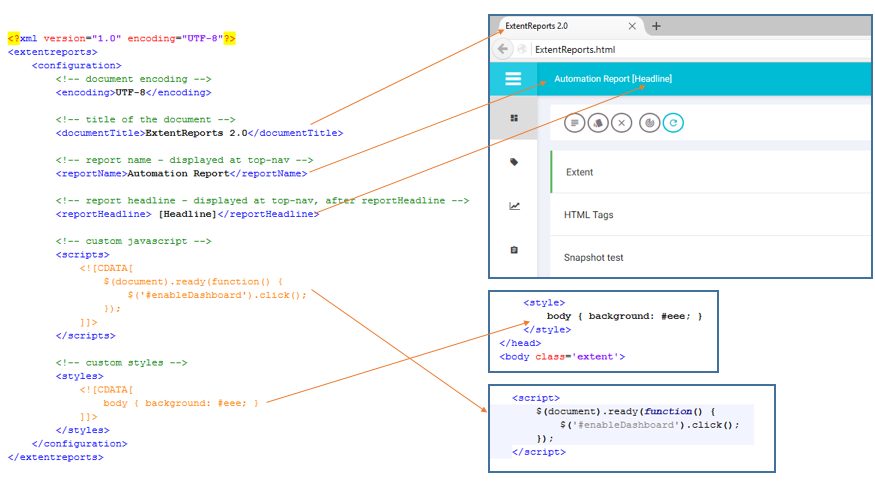 <?xml version="1.0" encoding="UTF-8"?>
<extentreports>
<configuration>
<!-- document encoding -->
<encoding>UTF-8</encoding>
<!-- title of the document -->
<documentTitle>ExtentReports 2.0</documentTitle>
<!-- report name - displayed at top-nav -->
<reportName>Automation Report</reportName>
<!-- report headline - displayed at top-nav, after reportHeadline -->
<reportHeadline> [Headline]</reportHeadline>
<!-- custom javascript -->
<scripts>
<![CDATA[
$(document).ready(function() {
$('#enableDashboard').click();
});
]]>
</scripts>
<!-- custom styles -->
<styles>
<![CDATA[
body { background: #eee; }
]]>
</styles>
</configuration>
</extentreports>
ExtentReports 2.0
ExtentReports.html
Automation Report [Headline]
Extent
HTML Tags
Snapshot test
<style>
body { background: #eee; }
</style>
</head>
<body class='extent'>
<script>
$(document).ready(function() {
$('#enableDashboard').click();
});
</script>